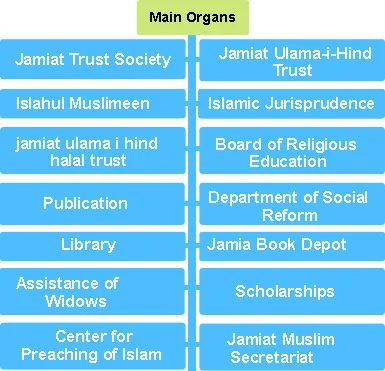 Main Organs
Jamiat Trust Society
Jamiat Ulama-i-Hind
Trust
Islahul Muslimeen
Islamic Jurisprudence
jamiat ulama i hind
halal trust
Board of Religious
Education
Publication
Department of Social
Reform
Library
Jamia Book Depot
Assistance of
Widows
Scholarships
Center for
Preaching of Islam
Jamiat Muslim
Secretariat